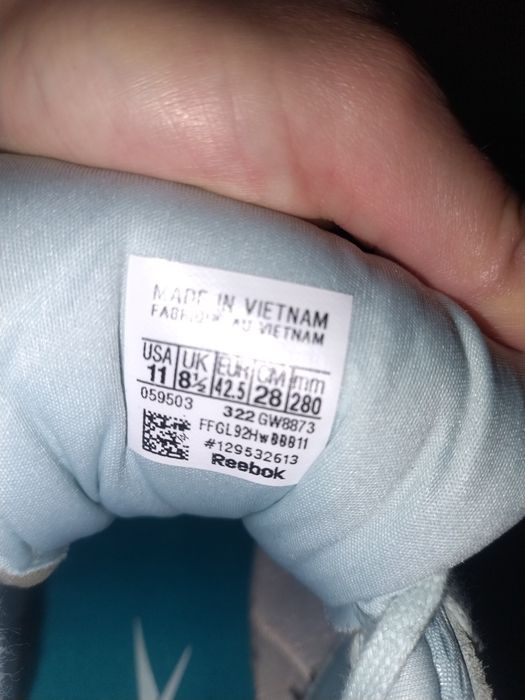 MADE IN VIETNAM
FABRIQUÉ AU VIETNAM
USA UK EUR CM mm
11 8½ 42.5 28 280
059503 322 GW8873
FFGL92HwBBB11
#129532613
Reebok